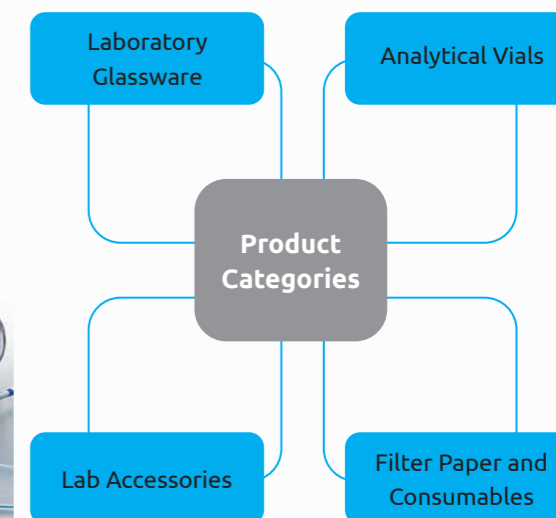 Laboratory
Glassware
Analytical Vials
Product
Categories
Lab Accessories
Filter Paper and
Consumables